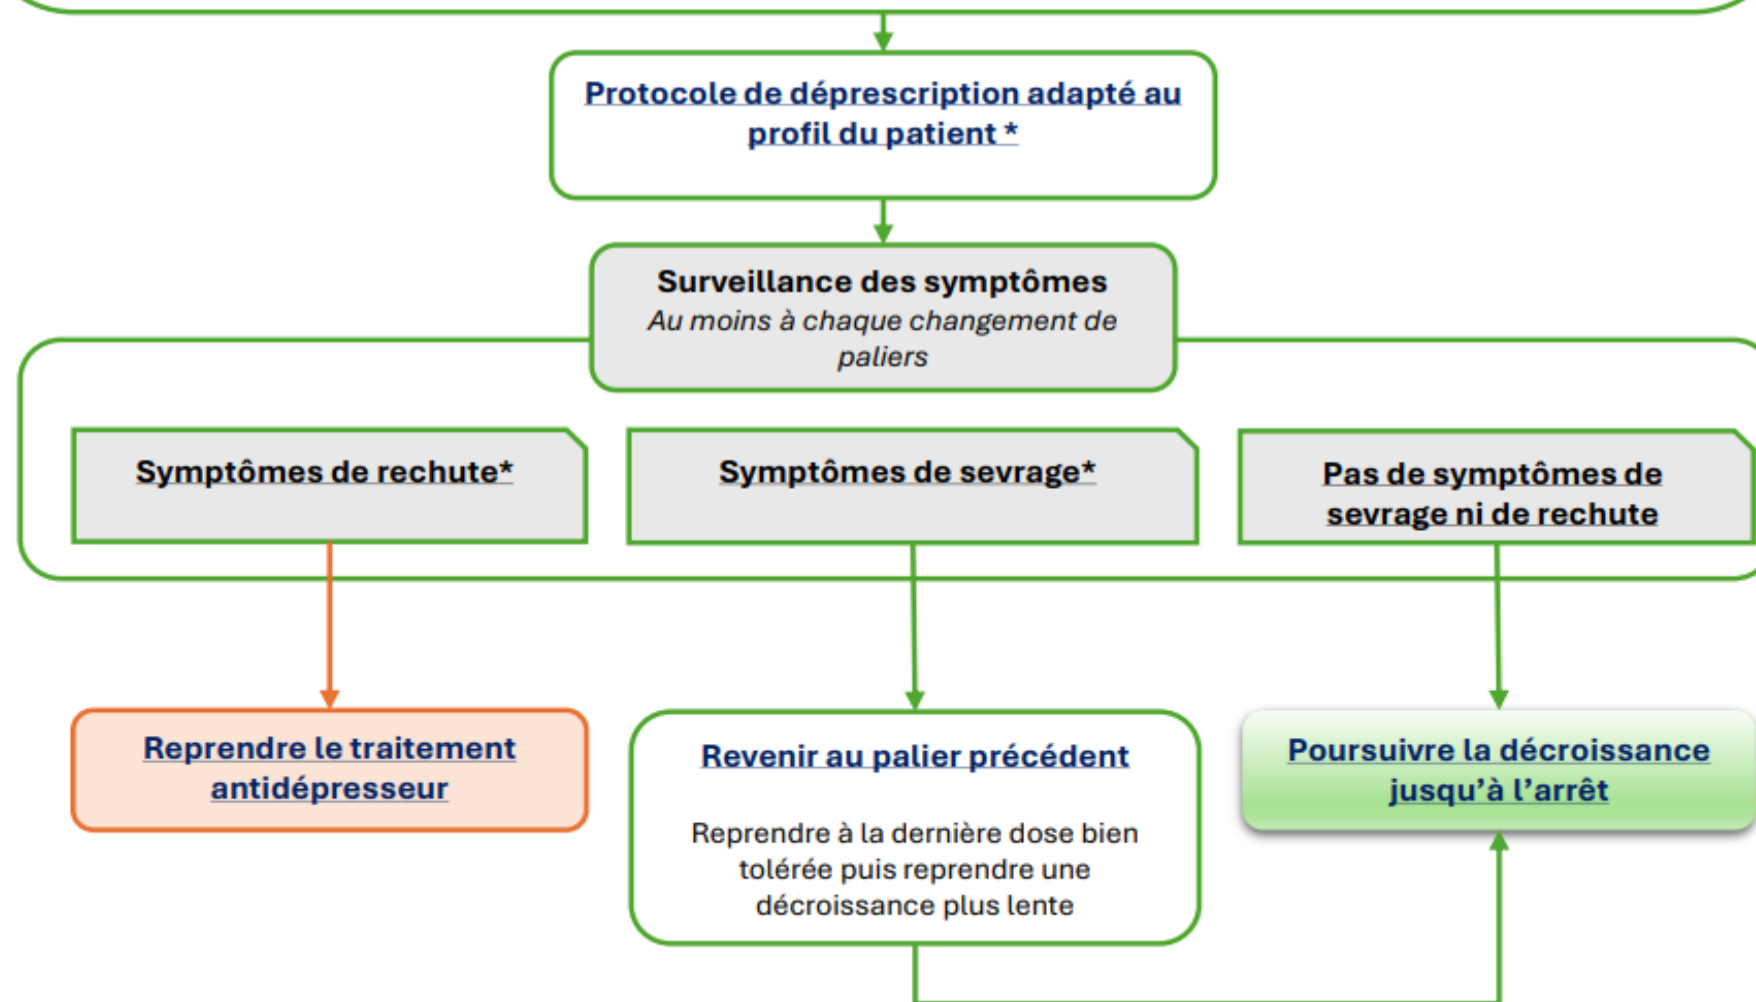 Protocole de déprescription adapté au
profil du patient *
Surveillance des symptômes
Au moins à chaque changement de
paliers
Symptômes de rechute*
Symptômes de sevrage*
Pas de symptômes de
sevrage ni de rechute
Reprendre le traitement
antidépresseur
Revenir au palier précédent
Reprendre à la dernière dose bien
tolérée puis reprendre une
décroissance plus lente
Poursuivre la décroissance
jusqu’à l’arrêt